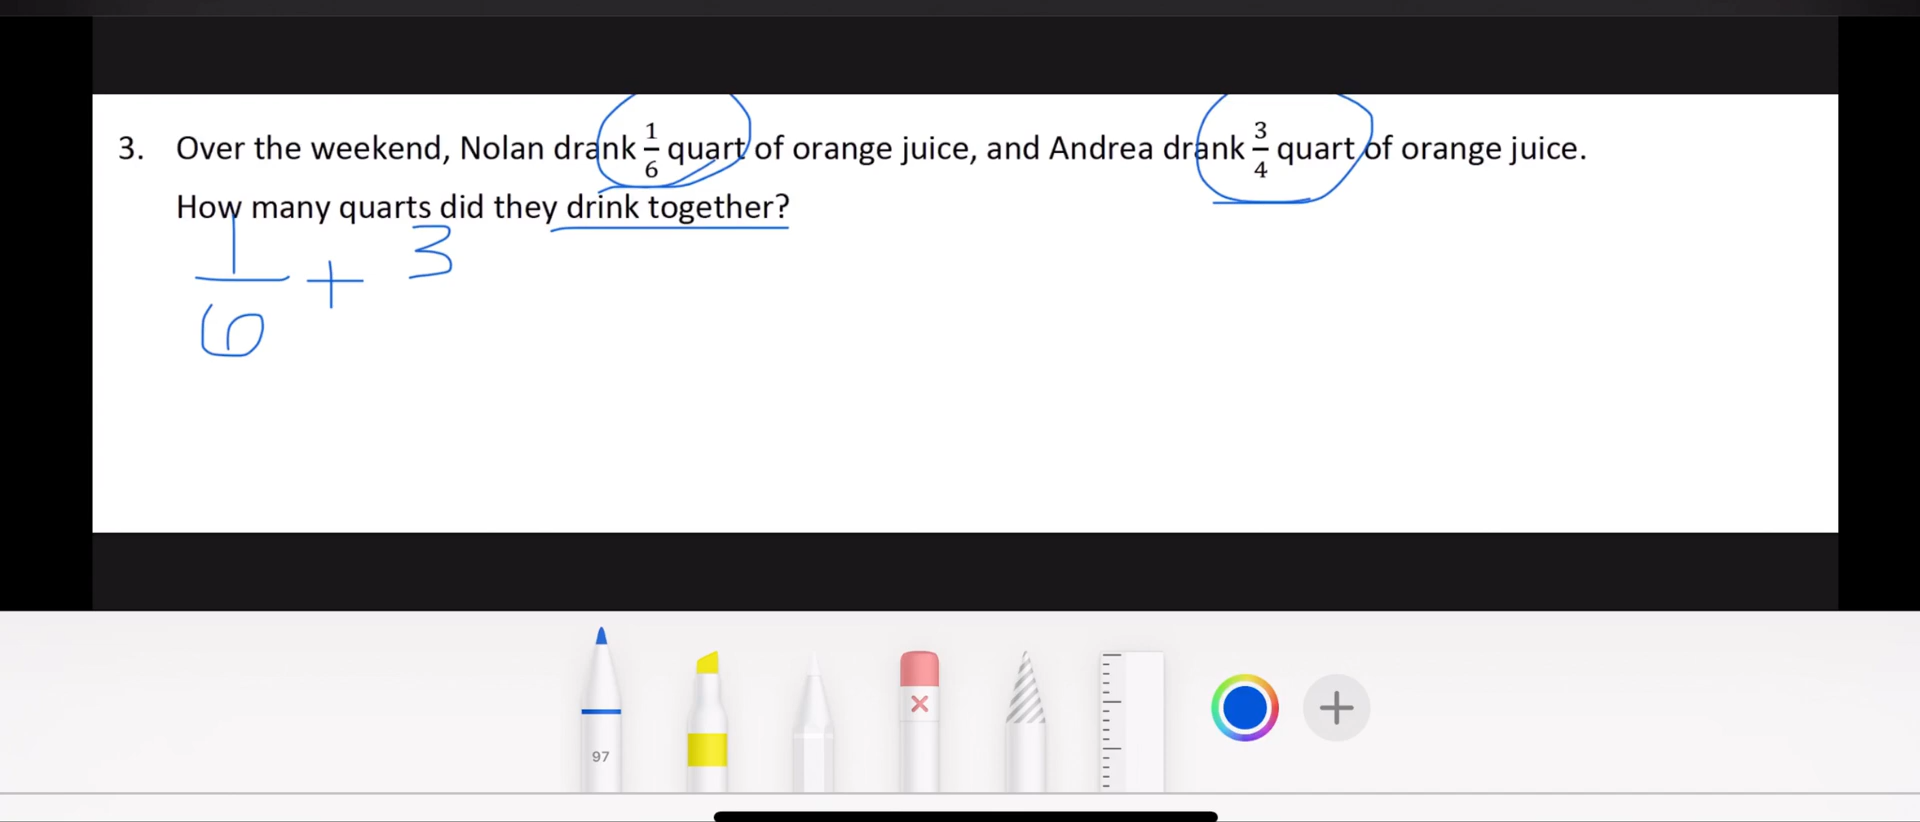 3. Over the weekend, Nolan drank 1/6 quart of orange juice, and Andrea drank 3/4 quart of orange juice.
How many quarts did they drink together?
1/6 + 3
97